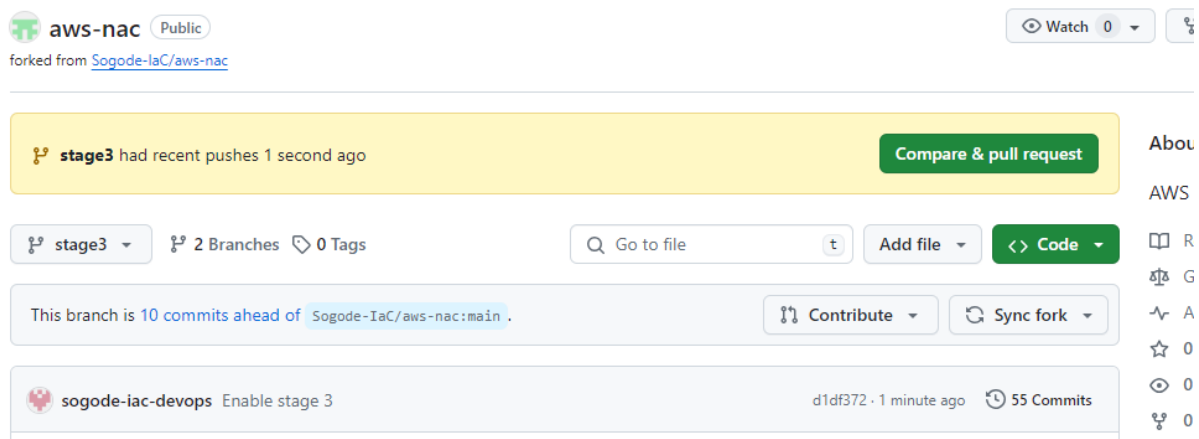 aws-nac Public Watch 0
forked from Sogode-IaC/aws-nac
stage3 had recent pushes 1 second ago Compare & pull request
stage3 2 Branches 0 Tags Go to file t Add file Code
This branch is 10 commits ahead of Sogode-IaC/aws-nac:main. Contribute Sync fork
sogode-iac-devops Enable stage 3 d1df372 · 1 minute ago 55 Commits
AWS
0
0
0